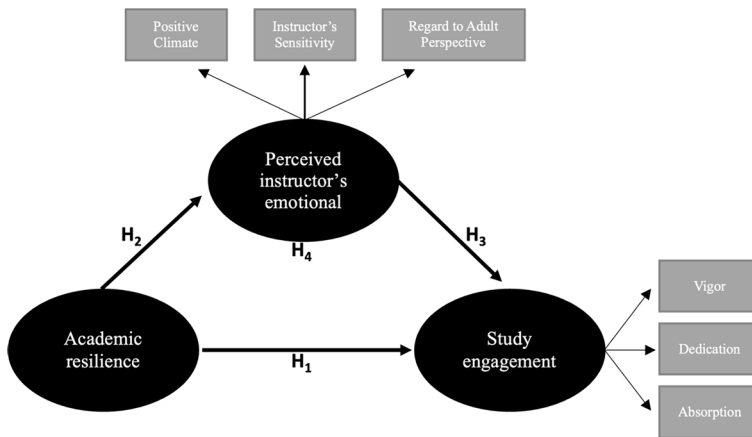 Positive
Climate
Instructor's
Sensitivity
Regard to Adult
Perspective
Perceived
instructor's
emotional
H2
H4
H3
Academic
resilience
H1
Study
engagement
Vigor
Dedication
Absorption